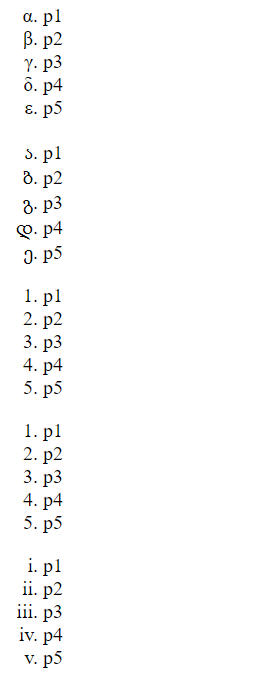 α. p1
β. p2
γ. p3
δ. p4
ε. p5
ა. p1
ბ. p2
გ. p3
დ. p4
ე. p5
1. p1
2. p2
3. p3
4. p4
5. p5
1. p1
2. p2
3. p3
4. p4
5. p5
i. p1
ii. p2
iii. p3
iv. p4
v. p5